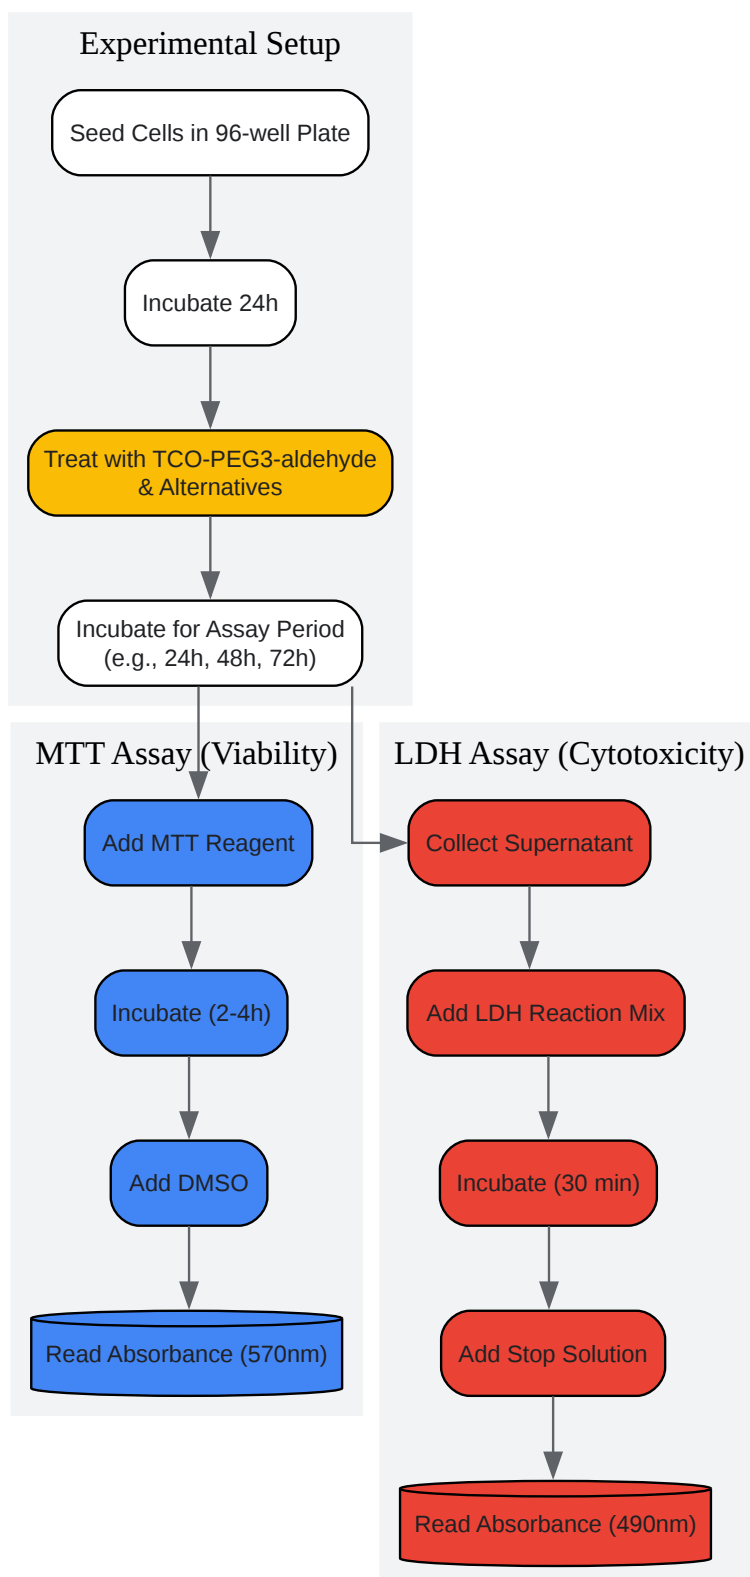 Experimental Setup
Seed Cells in 96-well Plate
Incubate 24h
Treat with TCO-PEG3-aldehyde
& Alternatives
Incubate for Assay Period
(e.g., 24h, 48h, 72h)
MTT Assay (Viability)
Add MTT Reagent
Incubate (2-4h)
Add DMSO
Read Absorbance (570nm)
LDH Assay (Cytotoxicity)
Collect Supernatant
Add LDH Reaction Mix
Incubate (30 min)
Add Stop Solution
Read Absorbance (490nm)